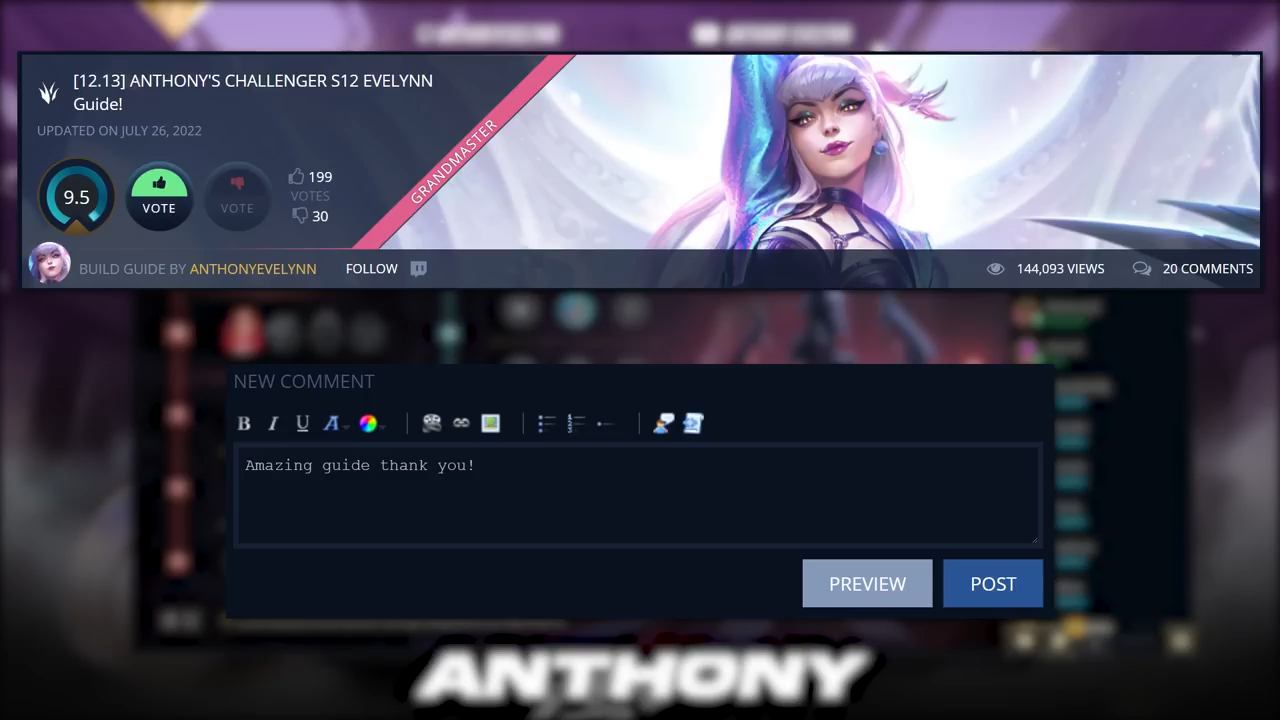 [12.13] ANTHONY'S CHALLENGER S12 EVELYNN
Guide!
UPDATED ON JULY 26, 2022
9.5
VOTE
VOTE
199
VOTES
30
GRANDMASTER
BUILD GUIDE BY ANTHONYEVELYNN
FOLLOW
144,093 VIEWS
20 COMMENTS
NEW COMMENT
B I U A
Amazing guide thank you!
PREVIEW
POST
ANTHONY